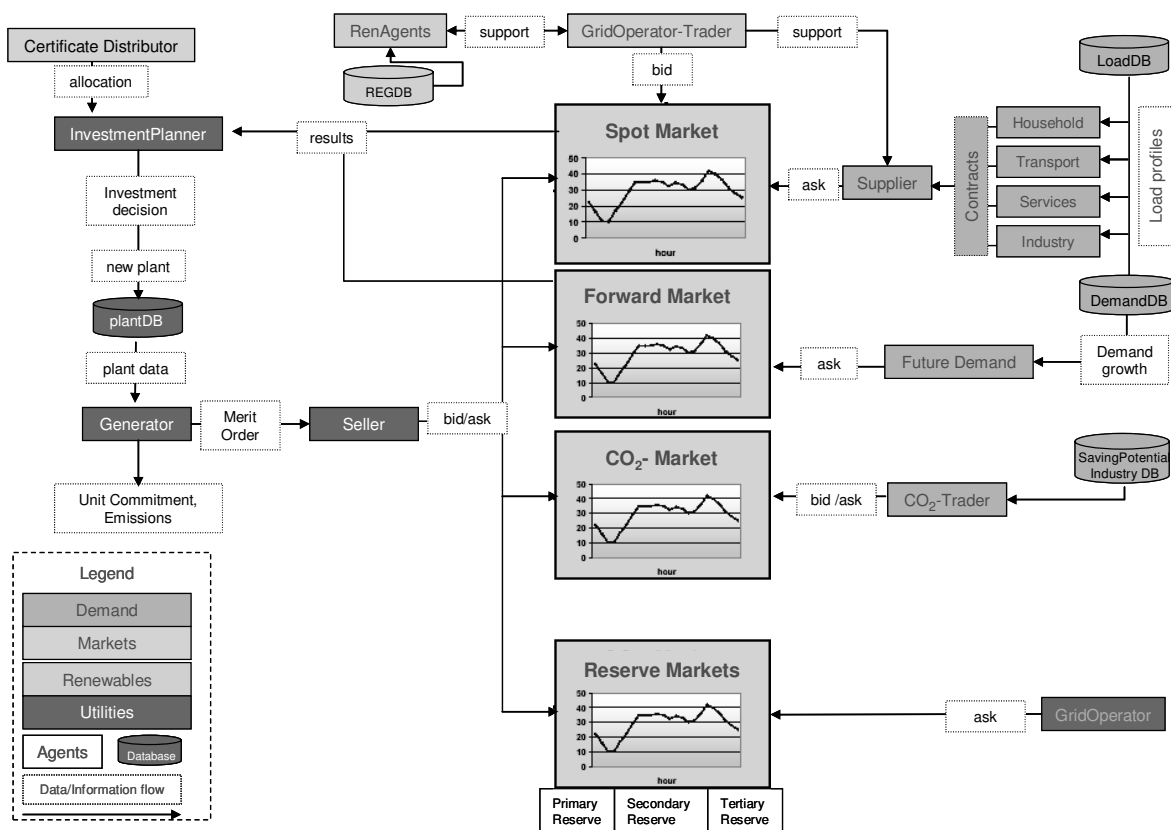 RenAgents
support
GridOperator-Trader
support
Certificate Distributor
LoadDB
allocation
REGDB
bid
InvestmentPlanner
results
Spot Market
50
40
30
20
10
0
hour
ask
Supplier
Contracts
Household
Transport
Services
Industry
Load profiles
Investment
decision
new plant
plantDB
plant data
Forward Market
50
40
30
20
10
0
hour
ask
Future Demand
DemandDB
Demand
growth
Generator
Merit
Order
Seller
bid/ask
Unit Commitment,
Emissions
CO₂- Market
50
40
30
20
10
0
hour
bid /ask
CO₂-Trader
SavingPotential
Industry DB
Legend
Demand
Markets
Renewables
Utilities
Agents
Database
Data/Information flow
Reserve Markets
50
40
30
20
10
0
hour
ask
GridOperator
Primary
Reserve
Secondary
Reserve
Tertiary
Reserve